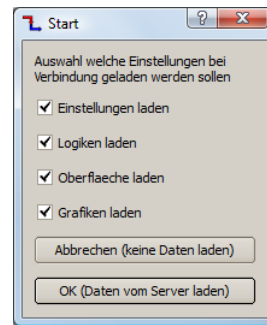 Start
Auswahl welche Einstellungen bei
Verbindung geladen werden sollen
Einstellungen laden
Logiken laden
Oberflaeche laden
Grafiken laden
Abbrechen (keine Daten laden)
OK (Daten vom Server laden)